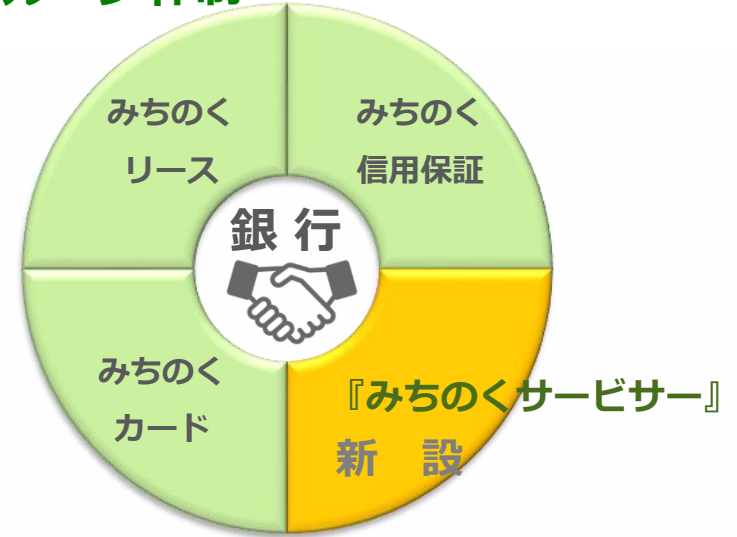 みちのく
リース
みちのく
信用保証
銀 行
みちのく
カード
『みちのくサービサー』
新 設